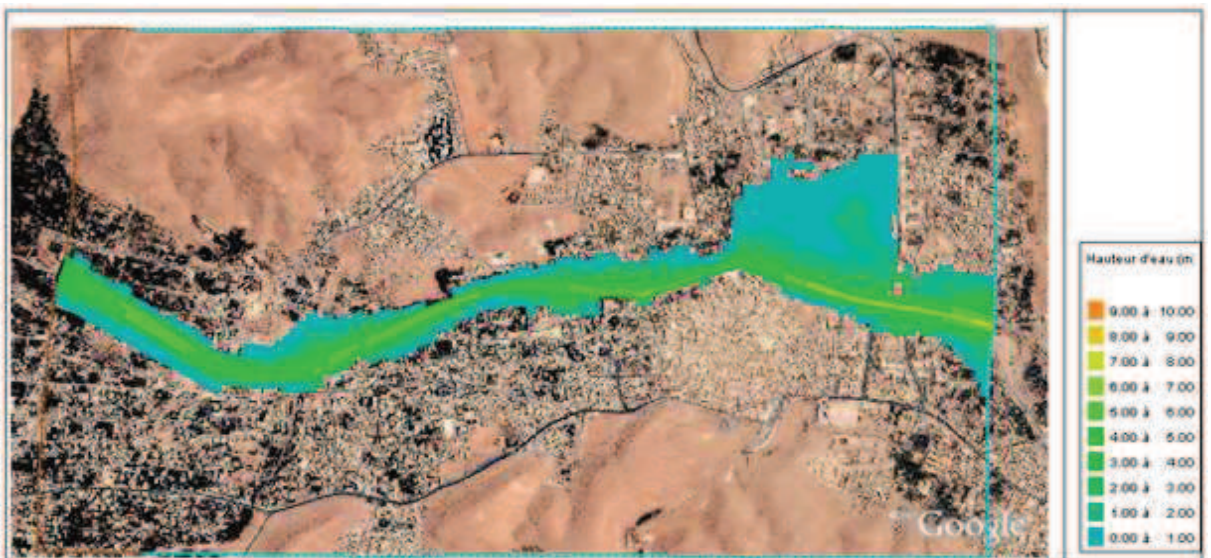 Hauteur d'eau (m
9.00 à 10.00
8.00 à 9.00
7.00 à 8.00
6.00 à 7.00
5.00 à 6.00
4.00 à 5.00
3.00 à 4.00
2.00 à 3.00
1.00 à 2.00
0.00 à 1.00
Google